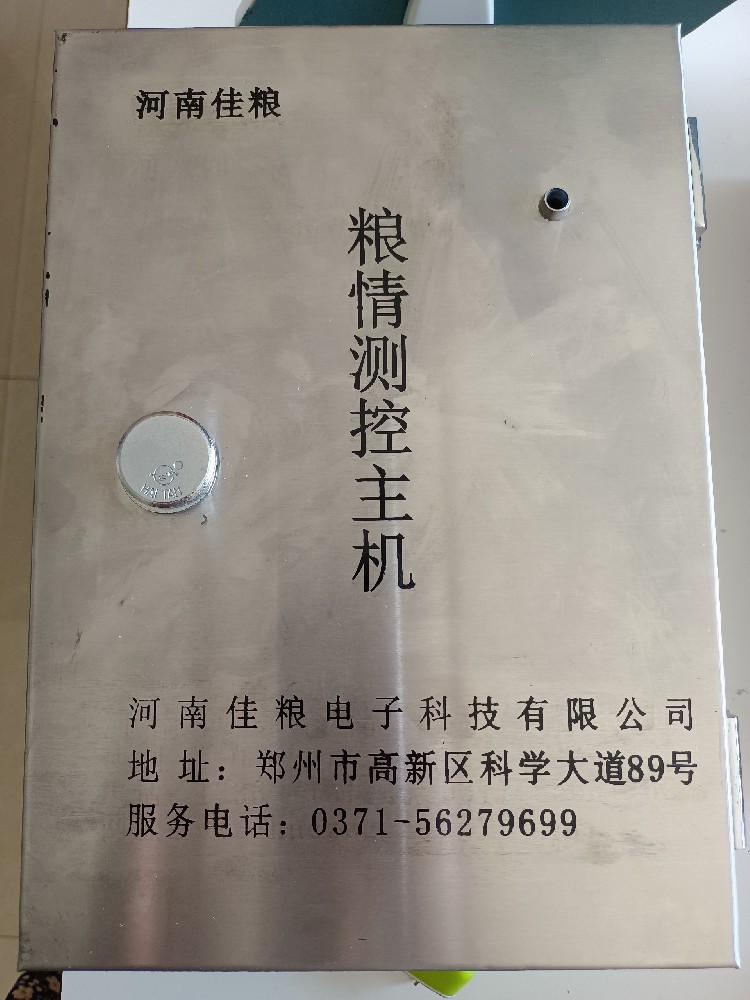 河南佳粮
粮情测控主机
河南佳粮电子科技有限公司
地址：郑州市高新区科学大道89号
服务电话：0371-56279699